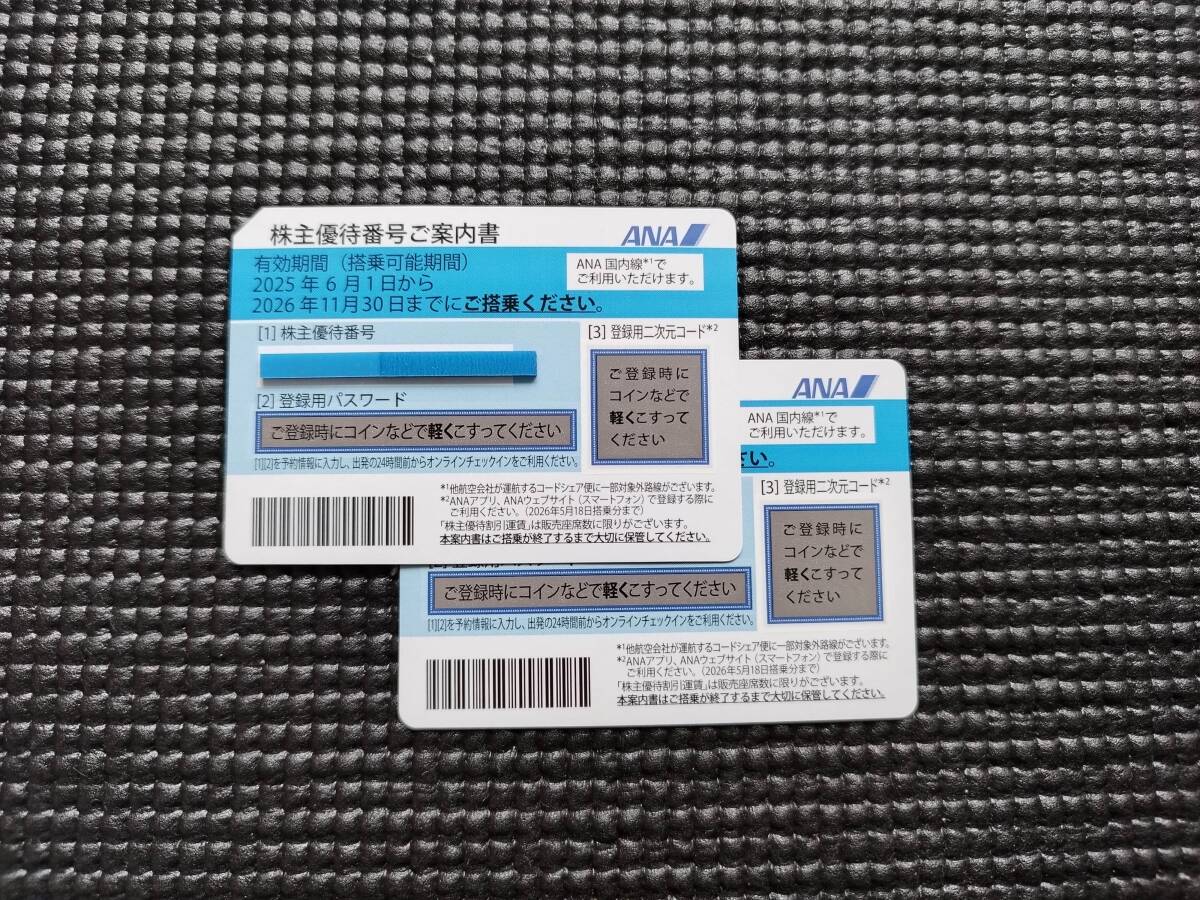 株主優待番号ご案内書
ANA
有効期間（搭乗可能期間）
2025年 6 月 1日から
2026年11月30日までにご搭乗ください。
ANA 国内線*1で
ご利用いただけます。
[1] 株主優待番号
[2] 登録用パスワード
ご登録時にコインなどで軽くこすってください
[1][2]を予約情報に入力し、出発の24時間前からオンラインチェックインをご利用ください。
[3] 登録用二次元コード*2
ご登録時に
コインなどで
軽くこすって
ください
*1他航空会社が運航するコードシェア便に一部対象外路線がございます。
*2ANAアプリ、ANAウェブサイト（スマートフォン）で登録する際に
ご利用ください。（2026年5月18日搭乗分まで）
「株主優待割引運賃」は販売座席数に限りがございます。
本案内書はご搭乗が終了するまで大切に保管してください。
ANA
ANA 国内線*1で
ご利用いただけます。
さい。
[3] 登録用二次元コード*2
ご登録時に
コインなどで
軽くこすって
ください
ご登録時にコインなどで軽くこすってください
[1][2]を予約情報に入力し、出発の24時間前からオンラインチェックインをご利用ください。
*1他航空会社が運航するコードシェア便に一部対象外路線がございます。
*2ANAアプリ、ANAウェブサイト（スマートフォン）で登録する際に
ご利用ください。（2026年5月18日搭乗分まで）
「株主優待割引運賃」は販売座席数に限りがございます。
本案内書はご搭乗が終了するまで大切に保管してください。